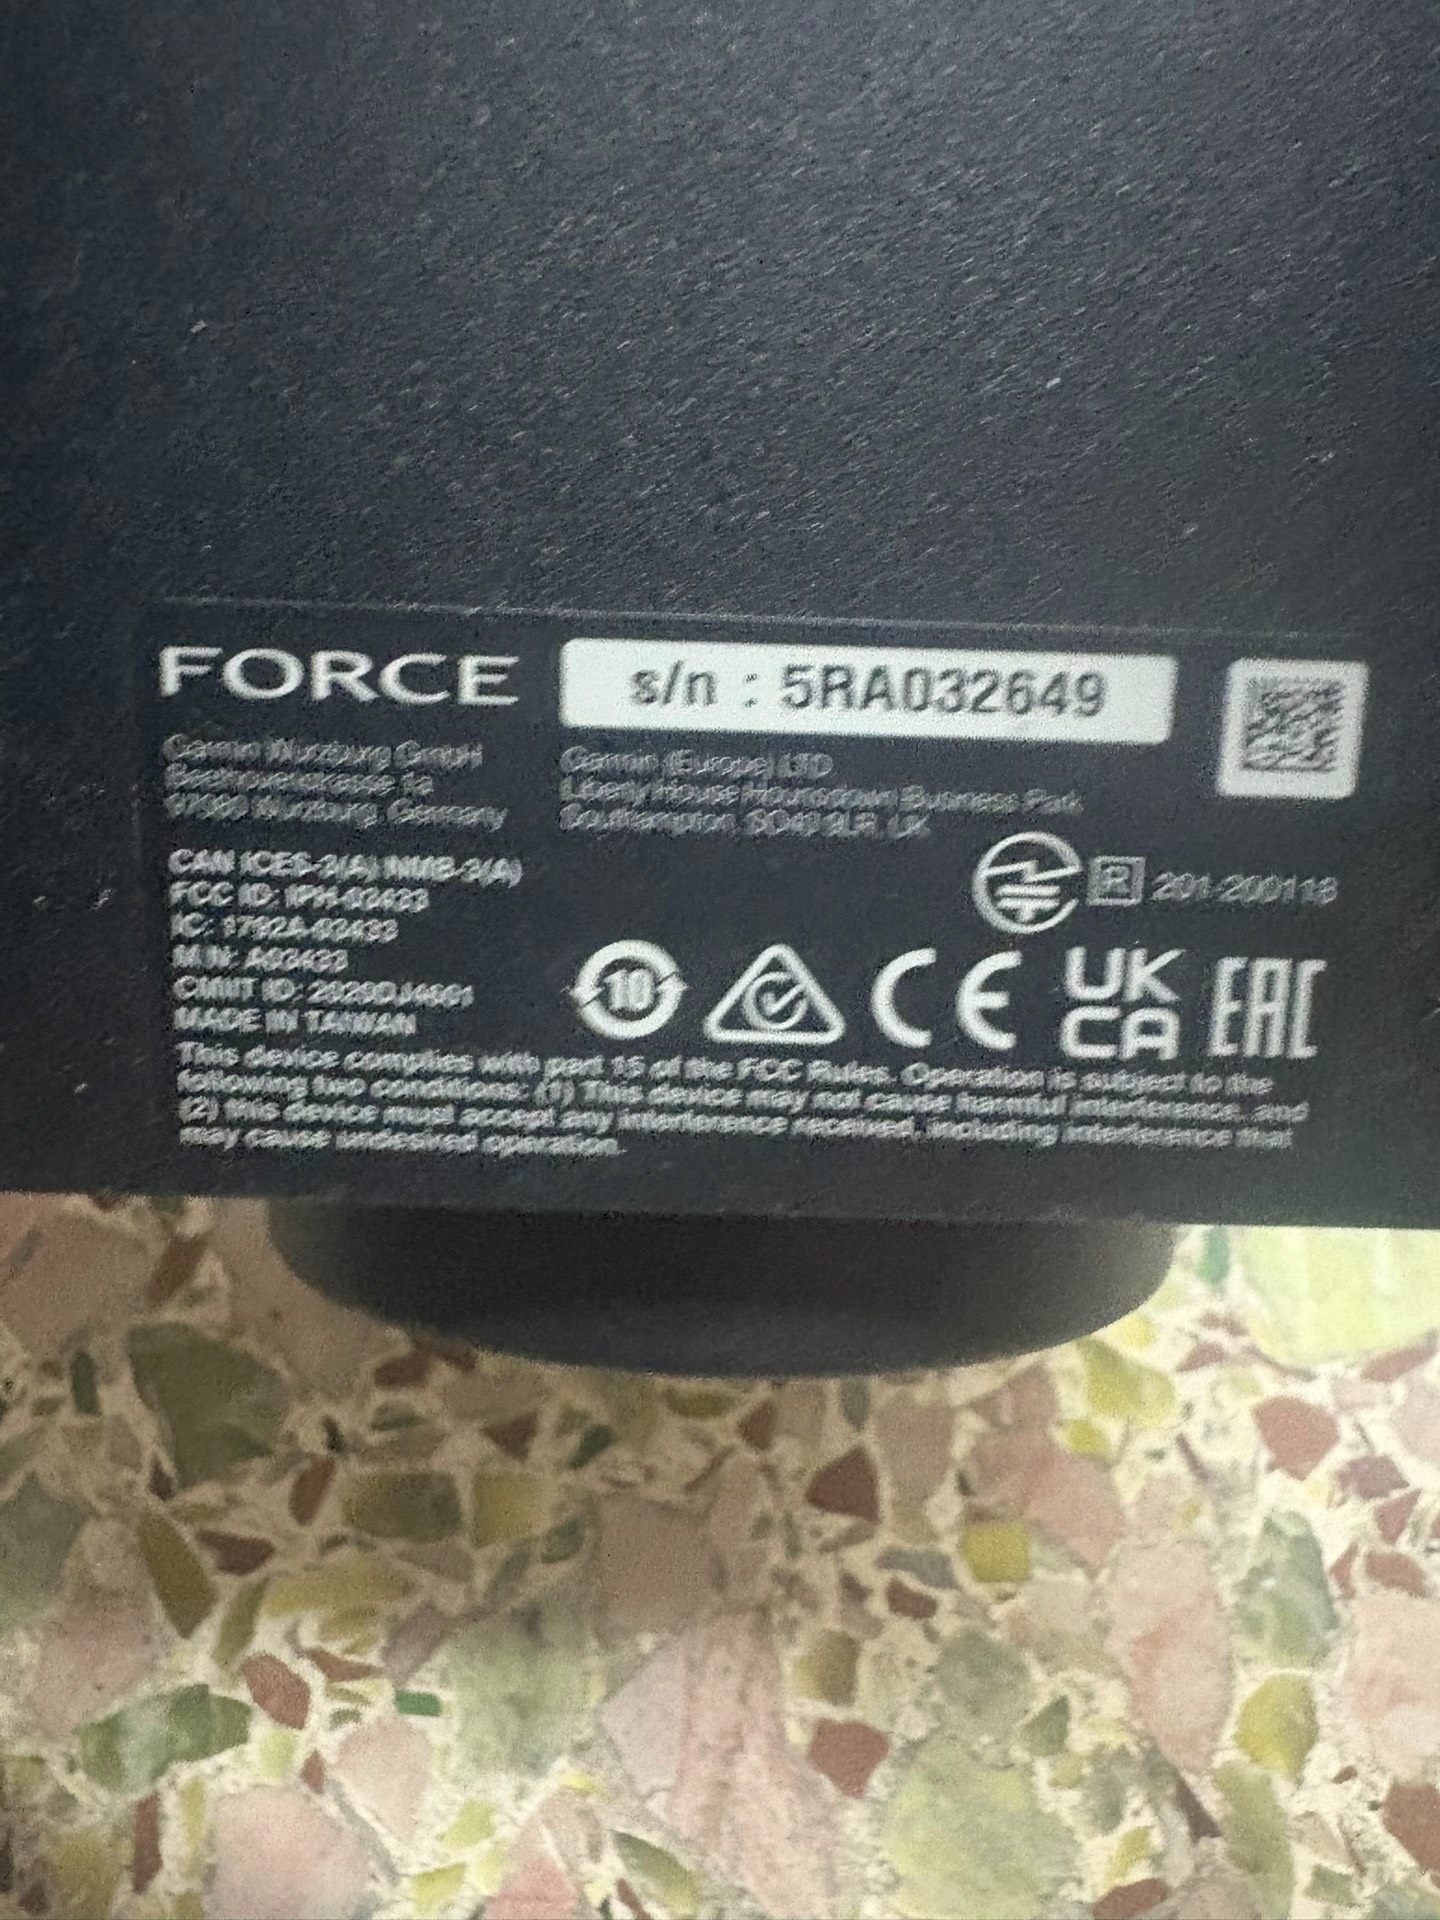 FORCE
s/n : 5RA032649
Garmin Würzburg GmbH
Beethovenstrasse 1a
97080 Würzburg, Germany
Garmin (Europe) LTD
Liberty House Hounsdown Business Park
Southampton, SO40 9LR, UK
CAN ICES-3(A) NMB-3(A)
FCC ID: IPH-03433
IC: 1792A-03433
M/N: A03433
CMIIT ID:
MADE IN TAIWAN
R 201-200118
10
CE
UK
CA
EAC
This device complies with part 15 of the FCC Rules. Operation is subject to the
following two conditions: (1) This device may not cause harmful interference, and
(2) this device must accept any interference received, including interference that
may cause undesired operation.